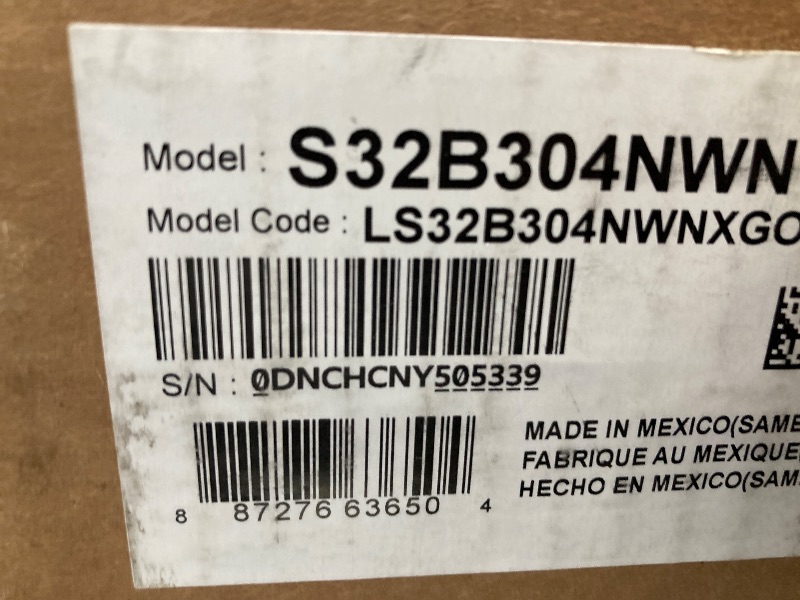 Model : S32B304NWN
Model Code : LS32B304NWNXGO
S/N : 0DNCHCNY505339
8 87276 63650 4
MADE IN MEXICO(SAME
FABRIQUE AU MEXIQUE
HECHO EN MEXICO(SAM